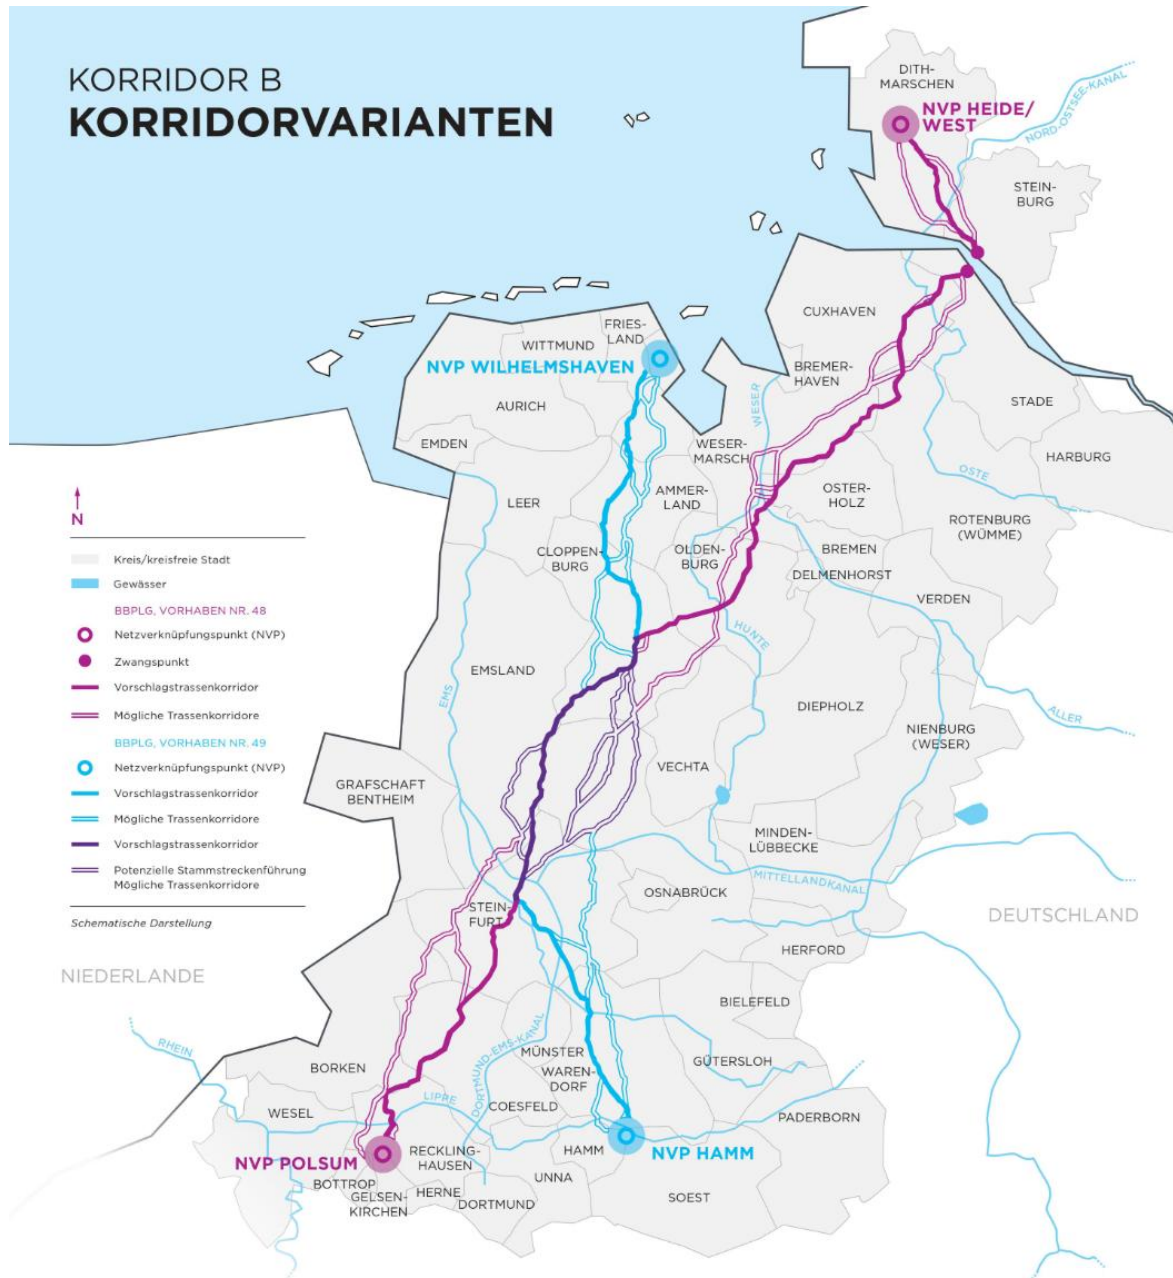 KORRIDOR B
KORRIDORVARIANTEN
DITH-
MARSCHEN
NVP HEIDE/
WEST
NORD-OSTSEE-KANAL
STEIN-
BURG
CUXHAVEN
FRIES-
LAND
WITTMUND
NVP WILHELMSHAVEN
BREMER-
HAVEN
WESER
AURICH
STADE
EMDEN
WESER-
MARSCH
HARBURG
OSTE
LEER
AMMER-
LAND
OSTER-
HOLZ
ROTENBURG
(WÜMME)
CLOPPEN-
BURG
OLDEN-
BURG
BREMEN
DELMENHORST
VERDEN
HUNTE
EMSLAND
EMS
DIEPHOLZ
ALLER
NIENBURG
(WESER)
VECHTA
GRAFSCHAFT
BENTHEIM
MINDEN-
LÜBBECKE
MITTELLANDKANAL
OSNABRÜCK
STEIN-
FURT
DEUTSCHLAND
HERFORD
NIEDERLANDE
BIELEFELD
RHEIN
DORTMUND-EMS-KANAL
MÜNSTER
GÜTERSLOH
BORKEN
WAREN-
DORF
LIPRE
COESFELD
WESEL
PADERBORN
NVP POLSUM
RECKLING-
HAUSEN
HAMM
NVP HAMM
BOTTROP
GELSEN-
KIRCHEN
HERNE
DORTMUND
UNNA
SOEST
N
Kreis/kreisfreie Stadt
Gewässer
BBPLG, VORHABEN NR. 48
Netzverknüpfungspunkt (NVP)
Zwangspunkt
Vorschlagstrassenkorridor
Mögliche Trassenkorridore
BBPLG, VORHABEN NR. 49
Netzverknüpfungspunkt (NVP)
Vorschlagstrassenkorridor
Mögliche Trassenkorridore
Vorschlagstrassenkorridor
Potenzielle Stammstreckenführung
Mögliche Trassenkorridore
Schematische Darstellung